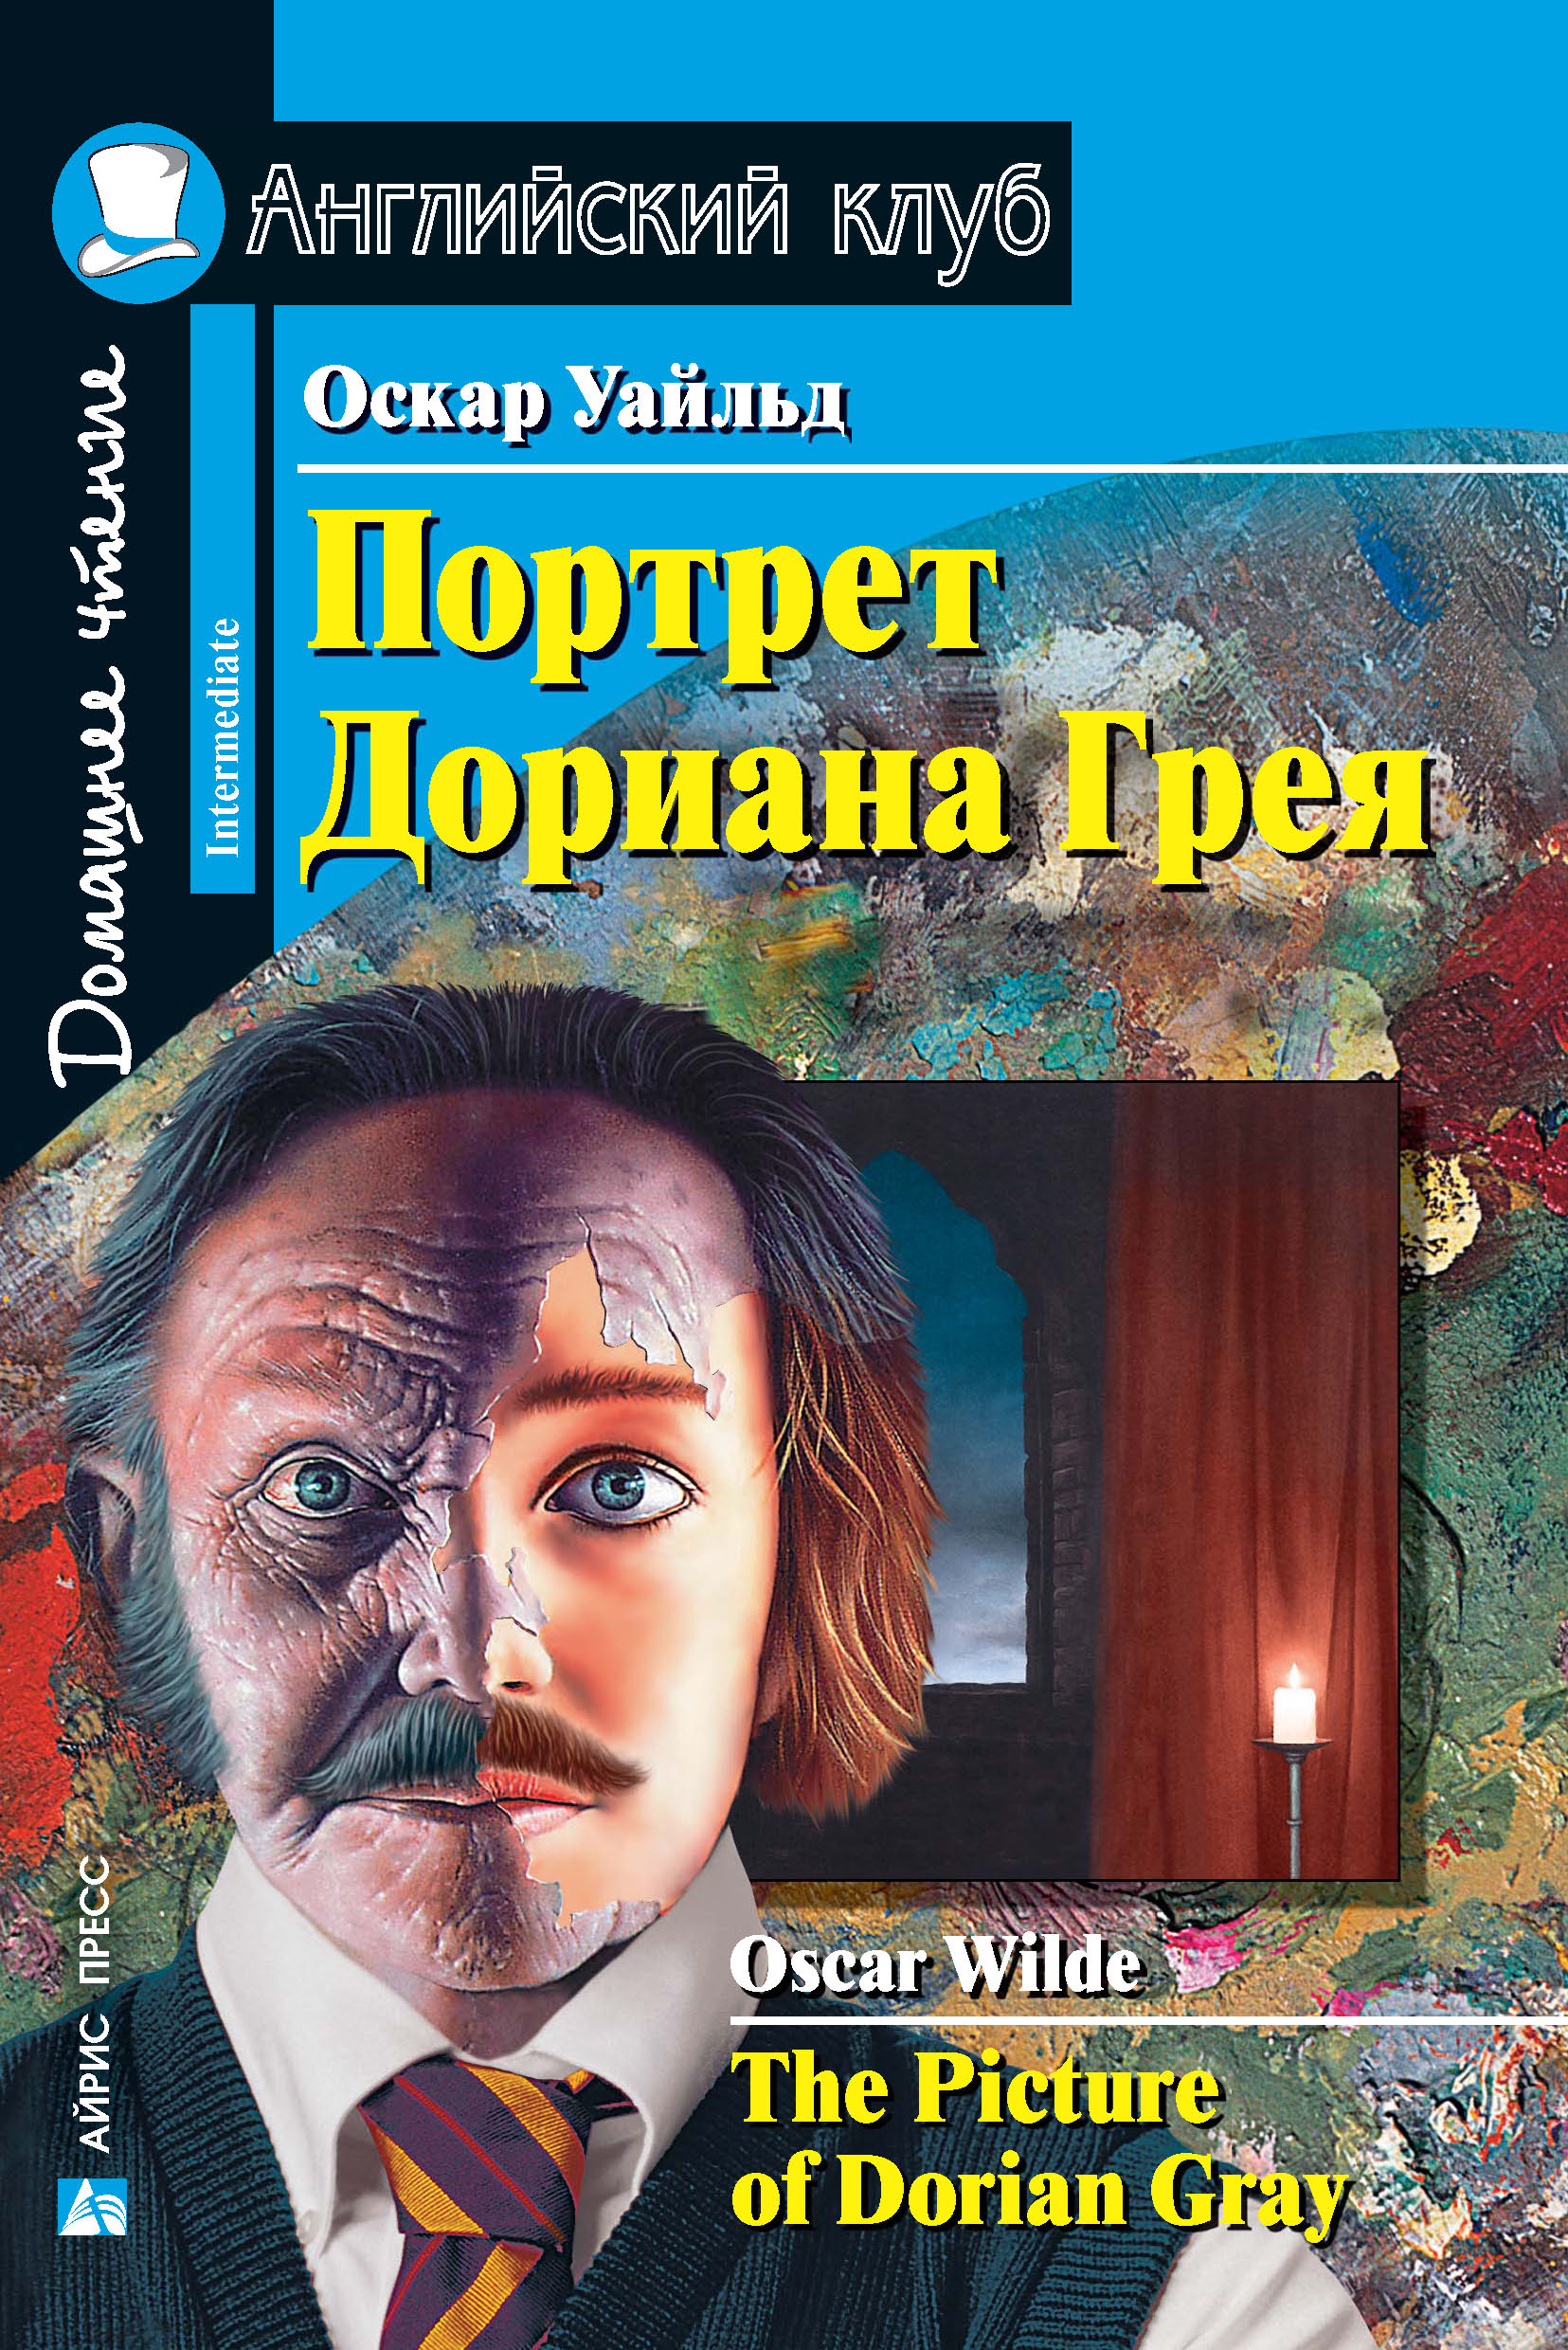 Английский клуб
Домашнее чтение
Intermediate
Оскар Уайльд
Портрет
Дориана Грея
Oscar Wilde
The Picture
of Dorian Gray
АЙРИС ПРЕСС